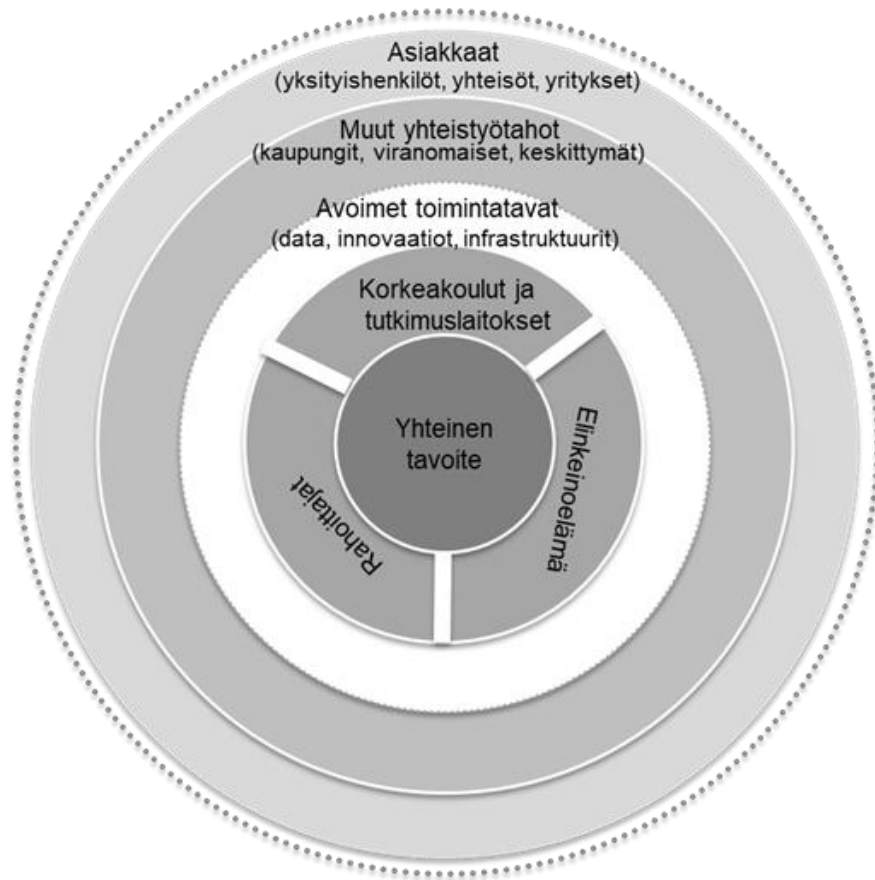 Asiakkaat
(yksityishenkilöt, yhteisöt, yritykset)
Muut yhteistyötahot
(kaupungit, viranomaiset, keskittymät)
Avoimet toimintatavat
(data, innovaatiot, infrastruktuurit)
Korkeakoulut ja
tutkimuslaitokset
Yhteinen
tavoite
Elinkeinoelämä
Rahoittajat